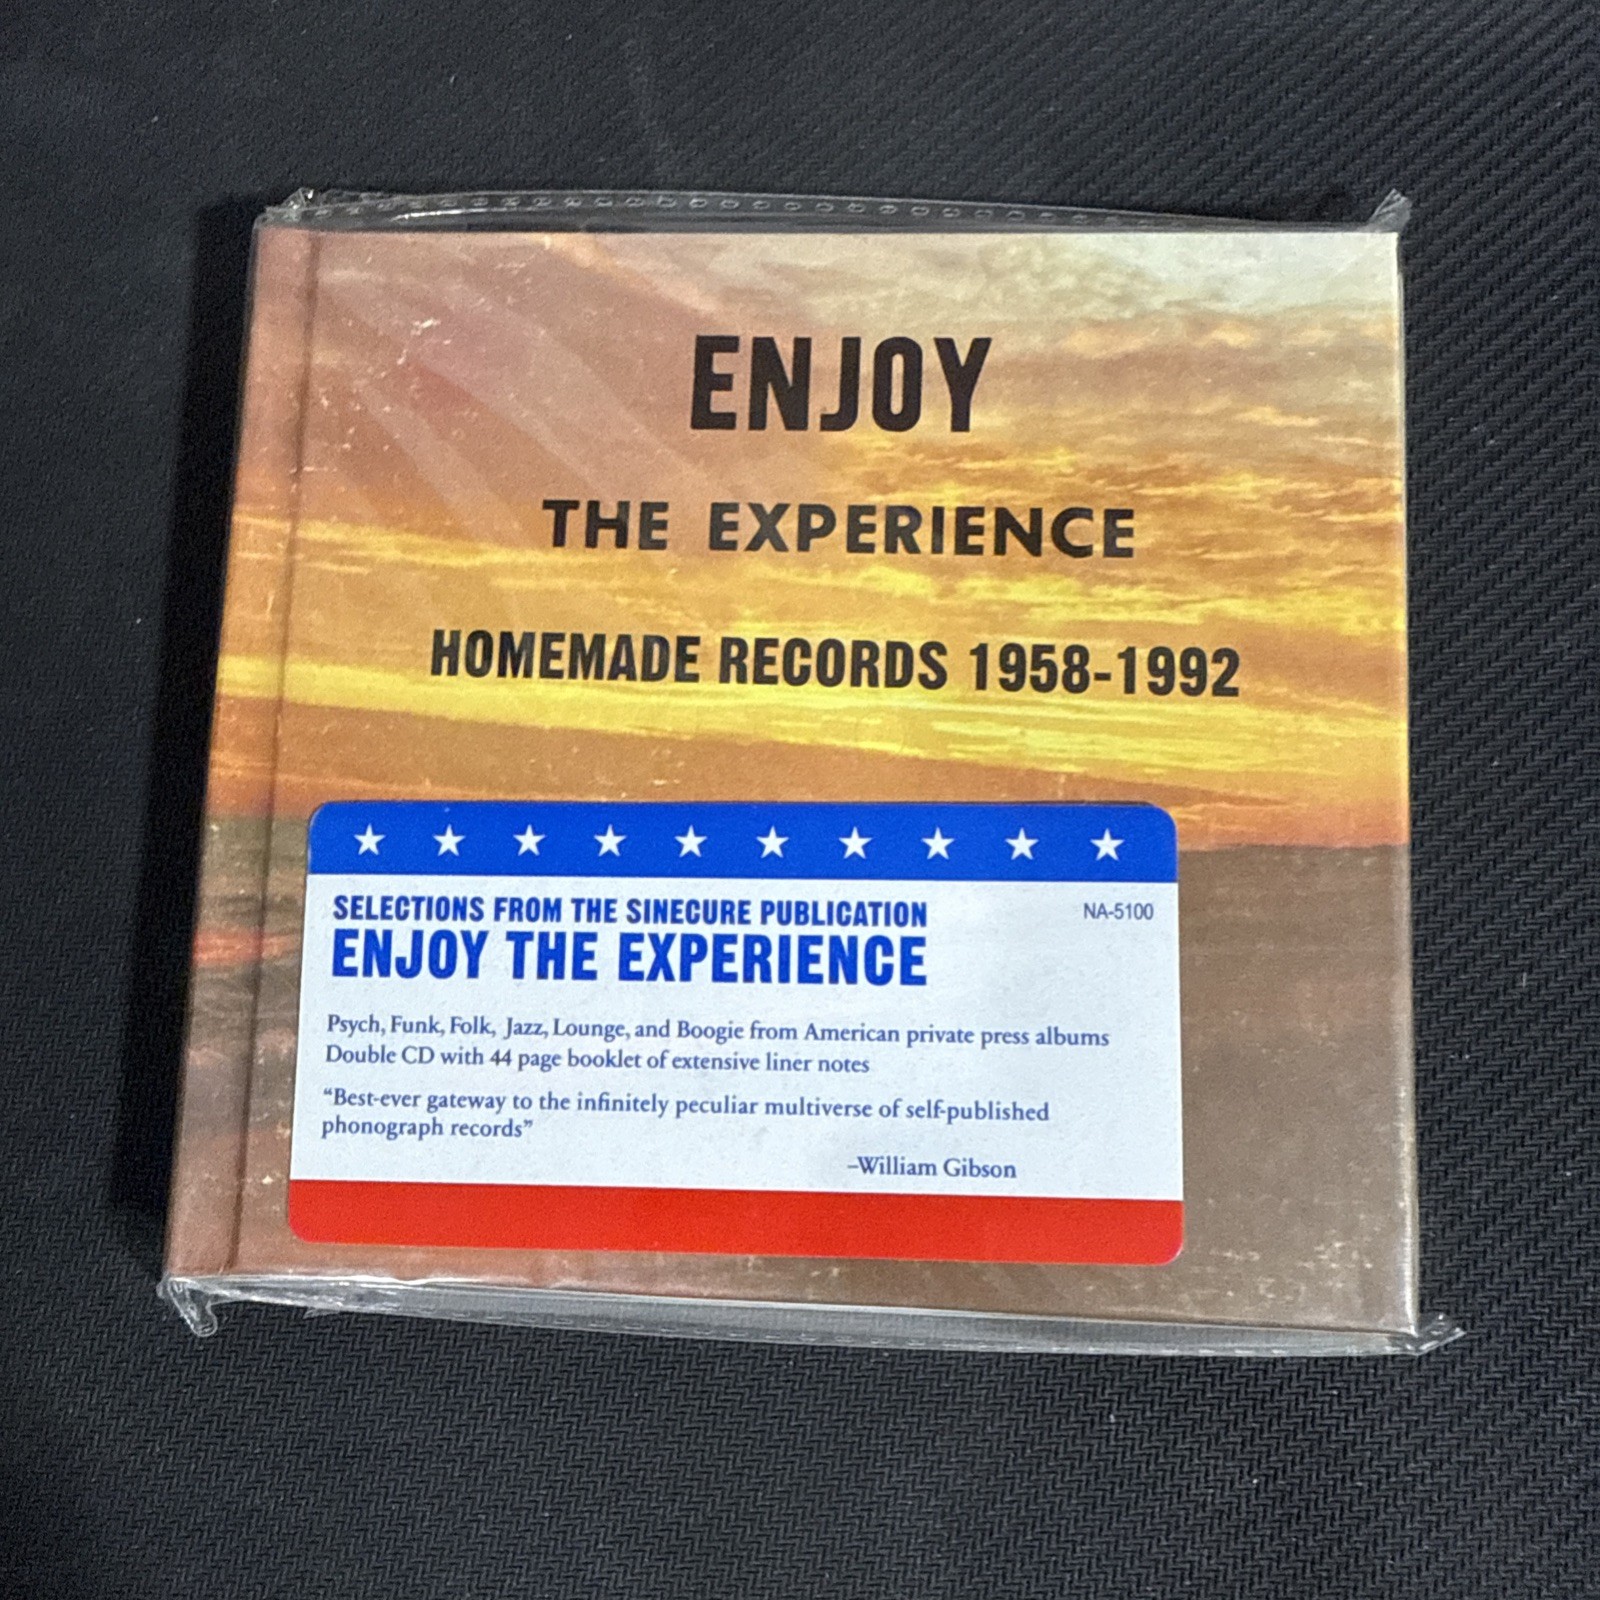 ENJOY
THE EXPERIENCE
HOMEMADE RECORDS 1958-1992
SELECTIONS FROM THE SINECURE PUBLICATION
NA-5100
ENJOY THE EXPERIENCE
Psych, Funk, Folk, Jazz, Lounge, and Boogie from American private press albums
Double CD with 44 page booklet of extensive liner notes
“Best-ever gateway to the infinitely peculiar multiverse of self-published
phonograph records”
–William Gibson